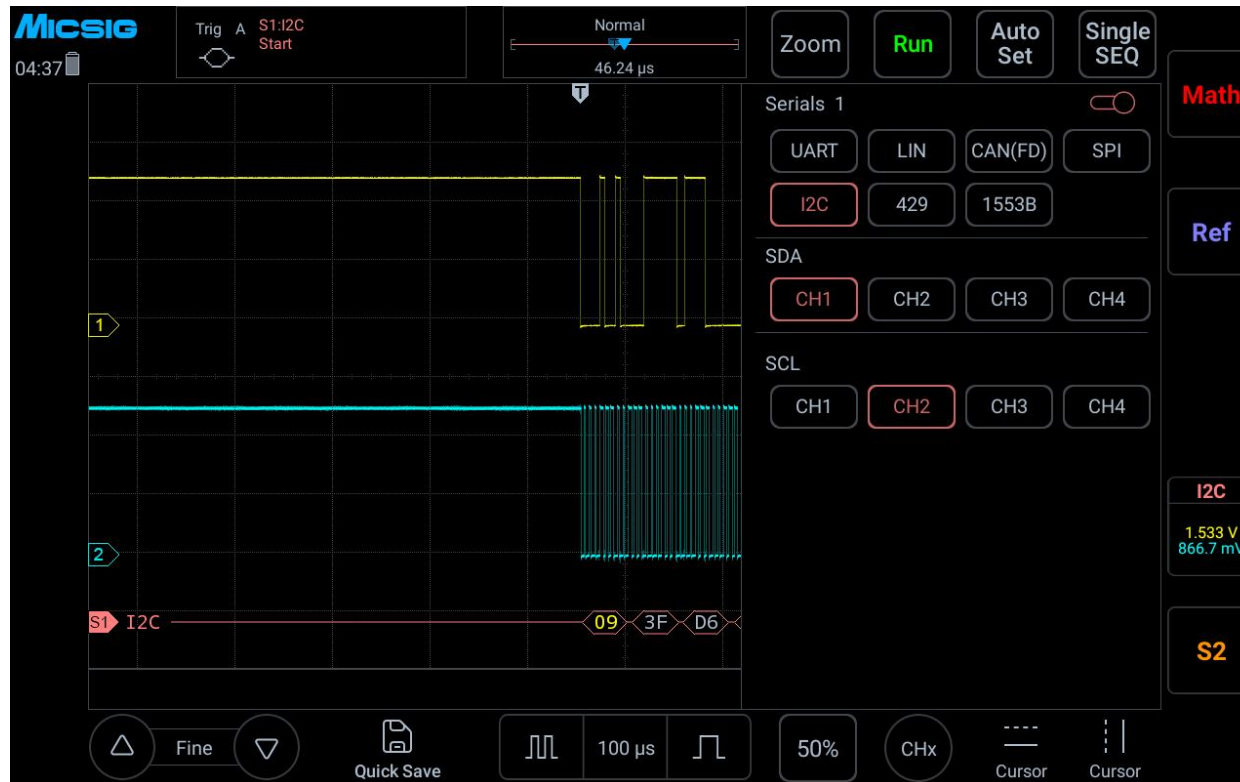 MICSIG
04:37
Trig A S1:I2C
Start
Normal
T
46.24 µs
Zoom
Run
Auto
Set
Single
SEQ
T
Serials 1
UART
LIN
CAN(FD)
SPI
I2C
429
1553B
SDA
CH1
CH2
CH3
CH4
SCL
CH1
CH2
CH3
CH4
1
2
S1 I2C
09
3F
D6
Math
Ref
I2C
1.533 V
866.7 mV
S2
Fine
Quick Save
100 µs
50%
CHx
Cursor
Cursor